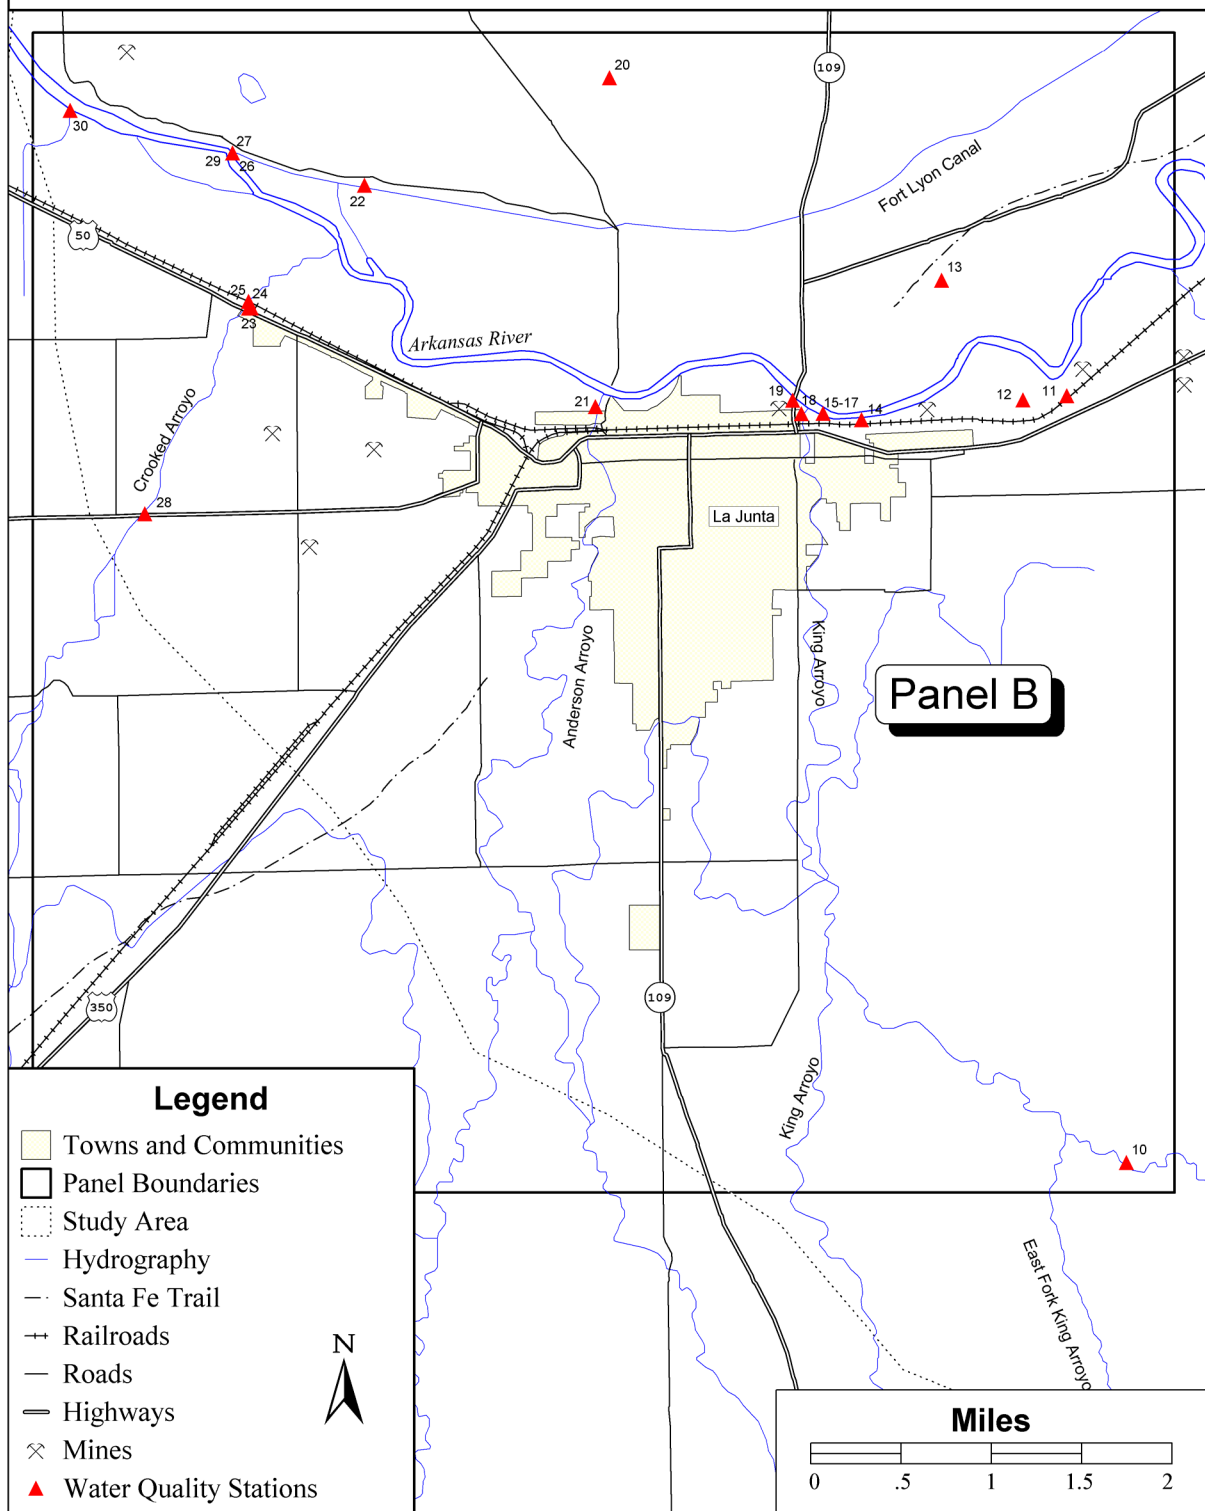 20
109
30
27
29
26
22
Fort Lyon Canal
50
13
25
24
23
Arkansas River
21
19
18
15-17
14
12
11
Crooked Arroyo
28
La Junta
Anderson Arroyo
King Arroyo
Panel B
350
109
King Arroyo
10
East Fork King Arroyo
Legend
Towns and Communities
Panel Boundaries
Study Area
Hydrography
Santa Fe Trail
Railroads
Roads
Highways
Mines
Water Quality Stations
N
Miles
0 .5 1 1.5 2